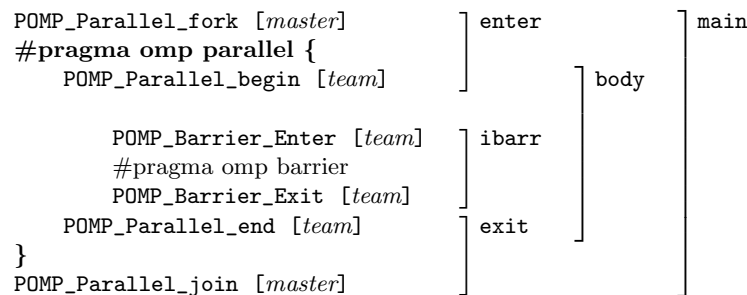 POMP_Parallel_fork [master] enter main
#pragma omp parallel {
POMP_Parallel_begin [team] body
POMP_Barrier_Enter [team] ibarr
#pragma omp barrier
POMP_Barrier_Exit [team]
POMP_Parallel_end [team] exit
}
POMP_Parallel_join [master]